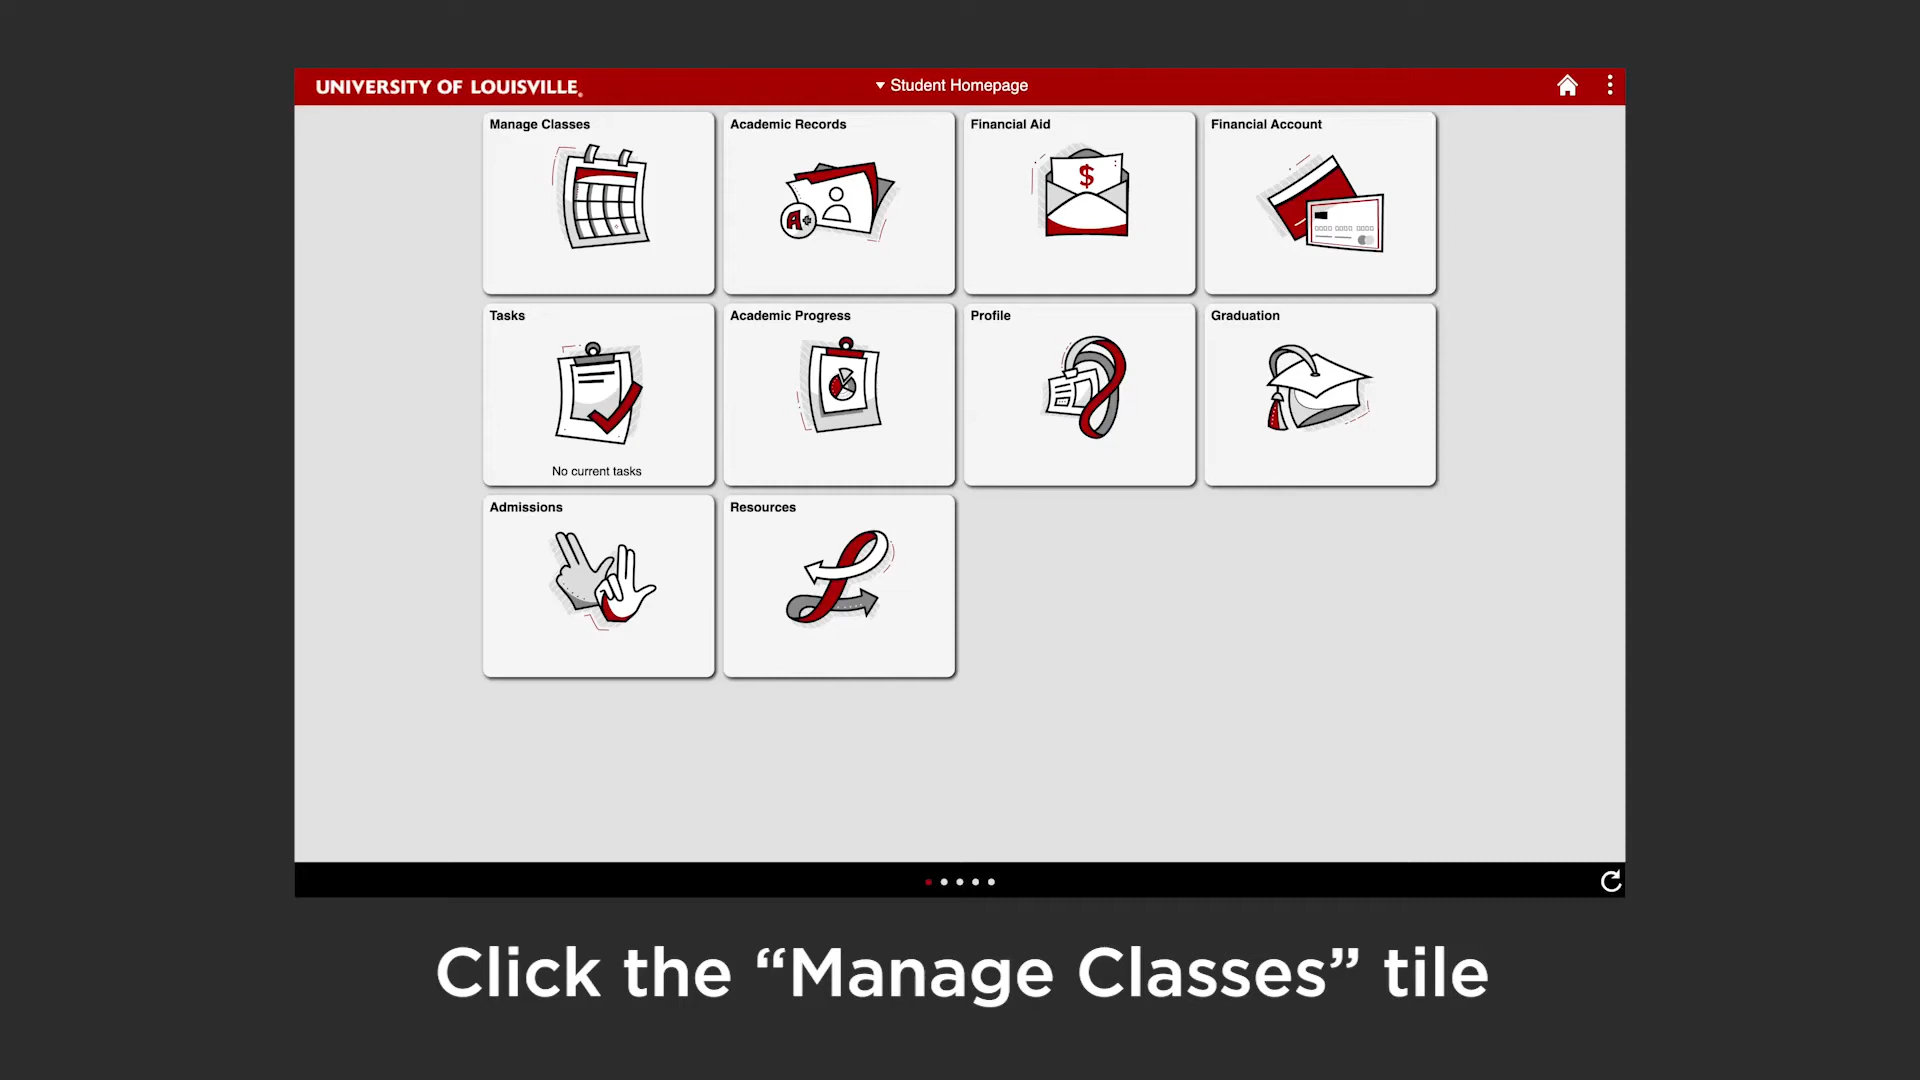 UNIVERSITY OF LOUISVILLE
Student Homepage
Manage Classes
Academic Records
A+
Financial Aid
$
Financial Account
Tasks
No current tasks
Academic Progress
Profile
Graduation
Admissions
Resources
Click the “Manage Classes” tile